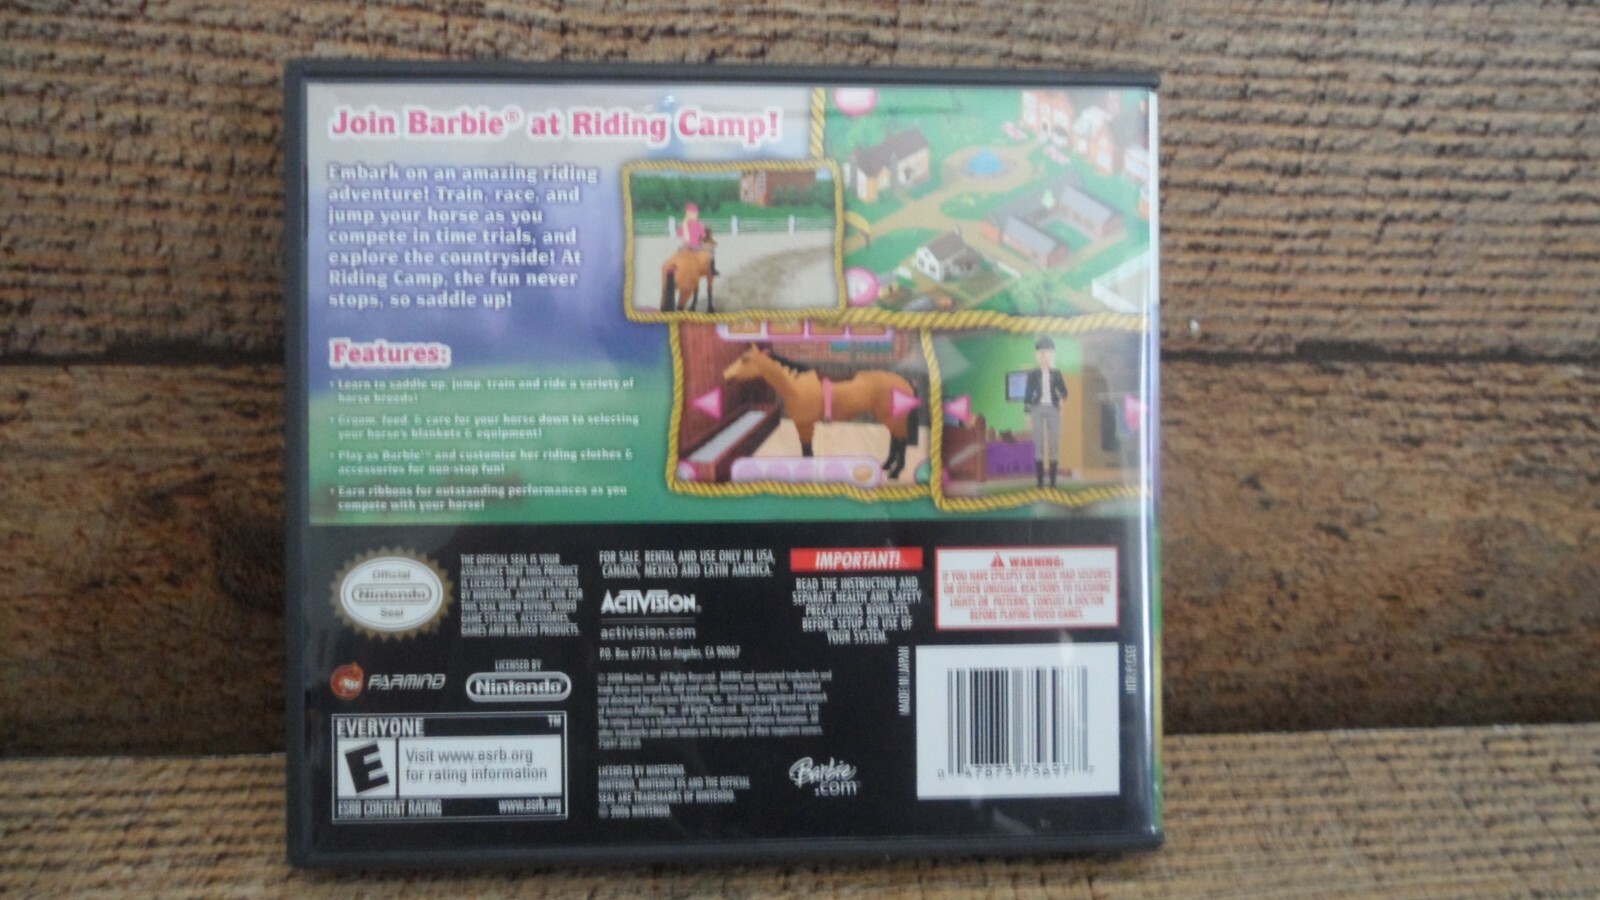 Join Barbie® at Riding Camp!
Embark on an amazing riding
adventure! Train, race, and
jump your horse as you
compete in time trials, and
explore the countryside! At
Riding Camp, the fun never
stops, so saddle up!
Features:
• Learn to saddle up, jump, train and ride a variety of
horse breeds!
• Groom, feed, & care for your horse down to selecting
your horse's blankets & equipment!
• Play as Barbie™ and customize her riding clothes &
accessories for non-stop fun!
• Earn ribbons for outstanding performances as you
compete with your horse!
Official
Nintendo
Seal
THE OFFICIAL SEAL IS YOUR
ASSURANCE THAT THIS PRODUCT
IS LICENSED OR MANUFACTURED
BY NINTENDO. ALWAYS LOOK FOR
THIS SEAL WHEN BUYING VIDEO
GAME SYSTEMS, ACCESSORIES,
GAMES AND RELATED PRODUCTS.
FOR SALE, RENTAL AND USE ONLY IN USA,
CANADA, MEXICO AND LATIN AMERICA.
ACTIVISION®
activision.com
P.O. Box 67713, Los Angeles, CA 90067
IMPORTANT!
READ THE INSTRUCTION AND
SEPARATE HEALTH AND SAFETY
PRECAUTIONS BOOKLETS
BEFORE SETUP OR USE OF
YOUR SYSTEM.
WARNING:
IF YOU HAVE EPILEPSY OR HAVE HAD SEIZURES
OR OTHER UNUSUAL REACTIONS TO FLASHING
LIGHTS OR PATTERNS, CONSULT A DOCTOR
BEFORE PLAYING VIDEO GAMES.
FARMIND
LICENSED BY
Nintendo
EVERYONE ™
E
Visit www.esrb.org
for rating information
ESRB CONTENT RATING www.esrb.org
LICENSED BY NINTENDO.
NINTENDO, NINTENDO DS AND THE OFFICIAL
SEAL ARE TRADEMARKS OF NINTENDO.
© 2006 NINTENDO.
Barbie
.com™
MADE IN JAPAN